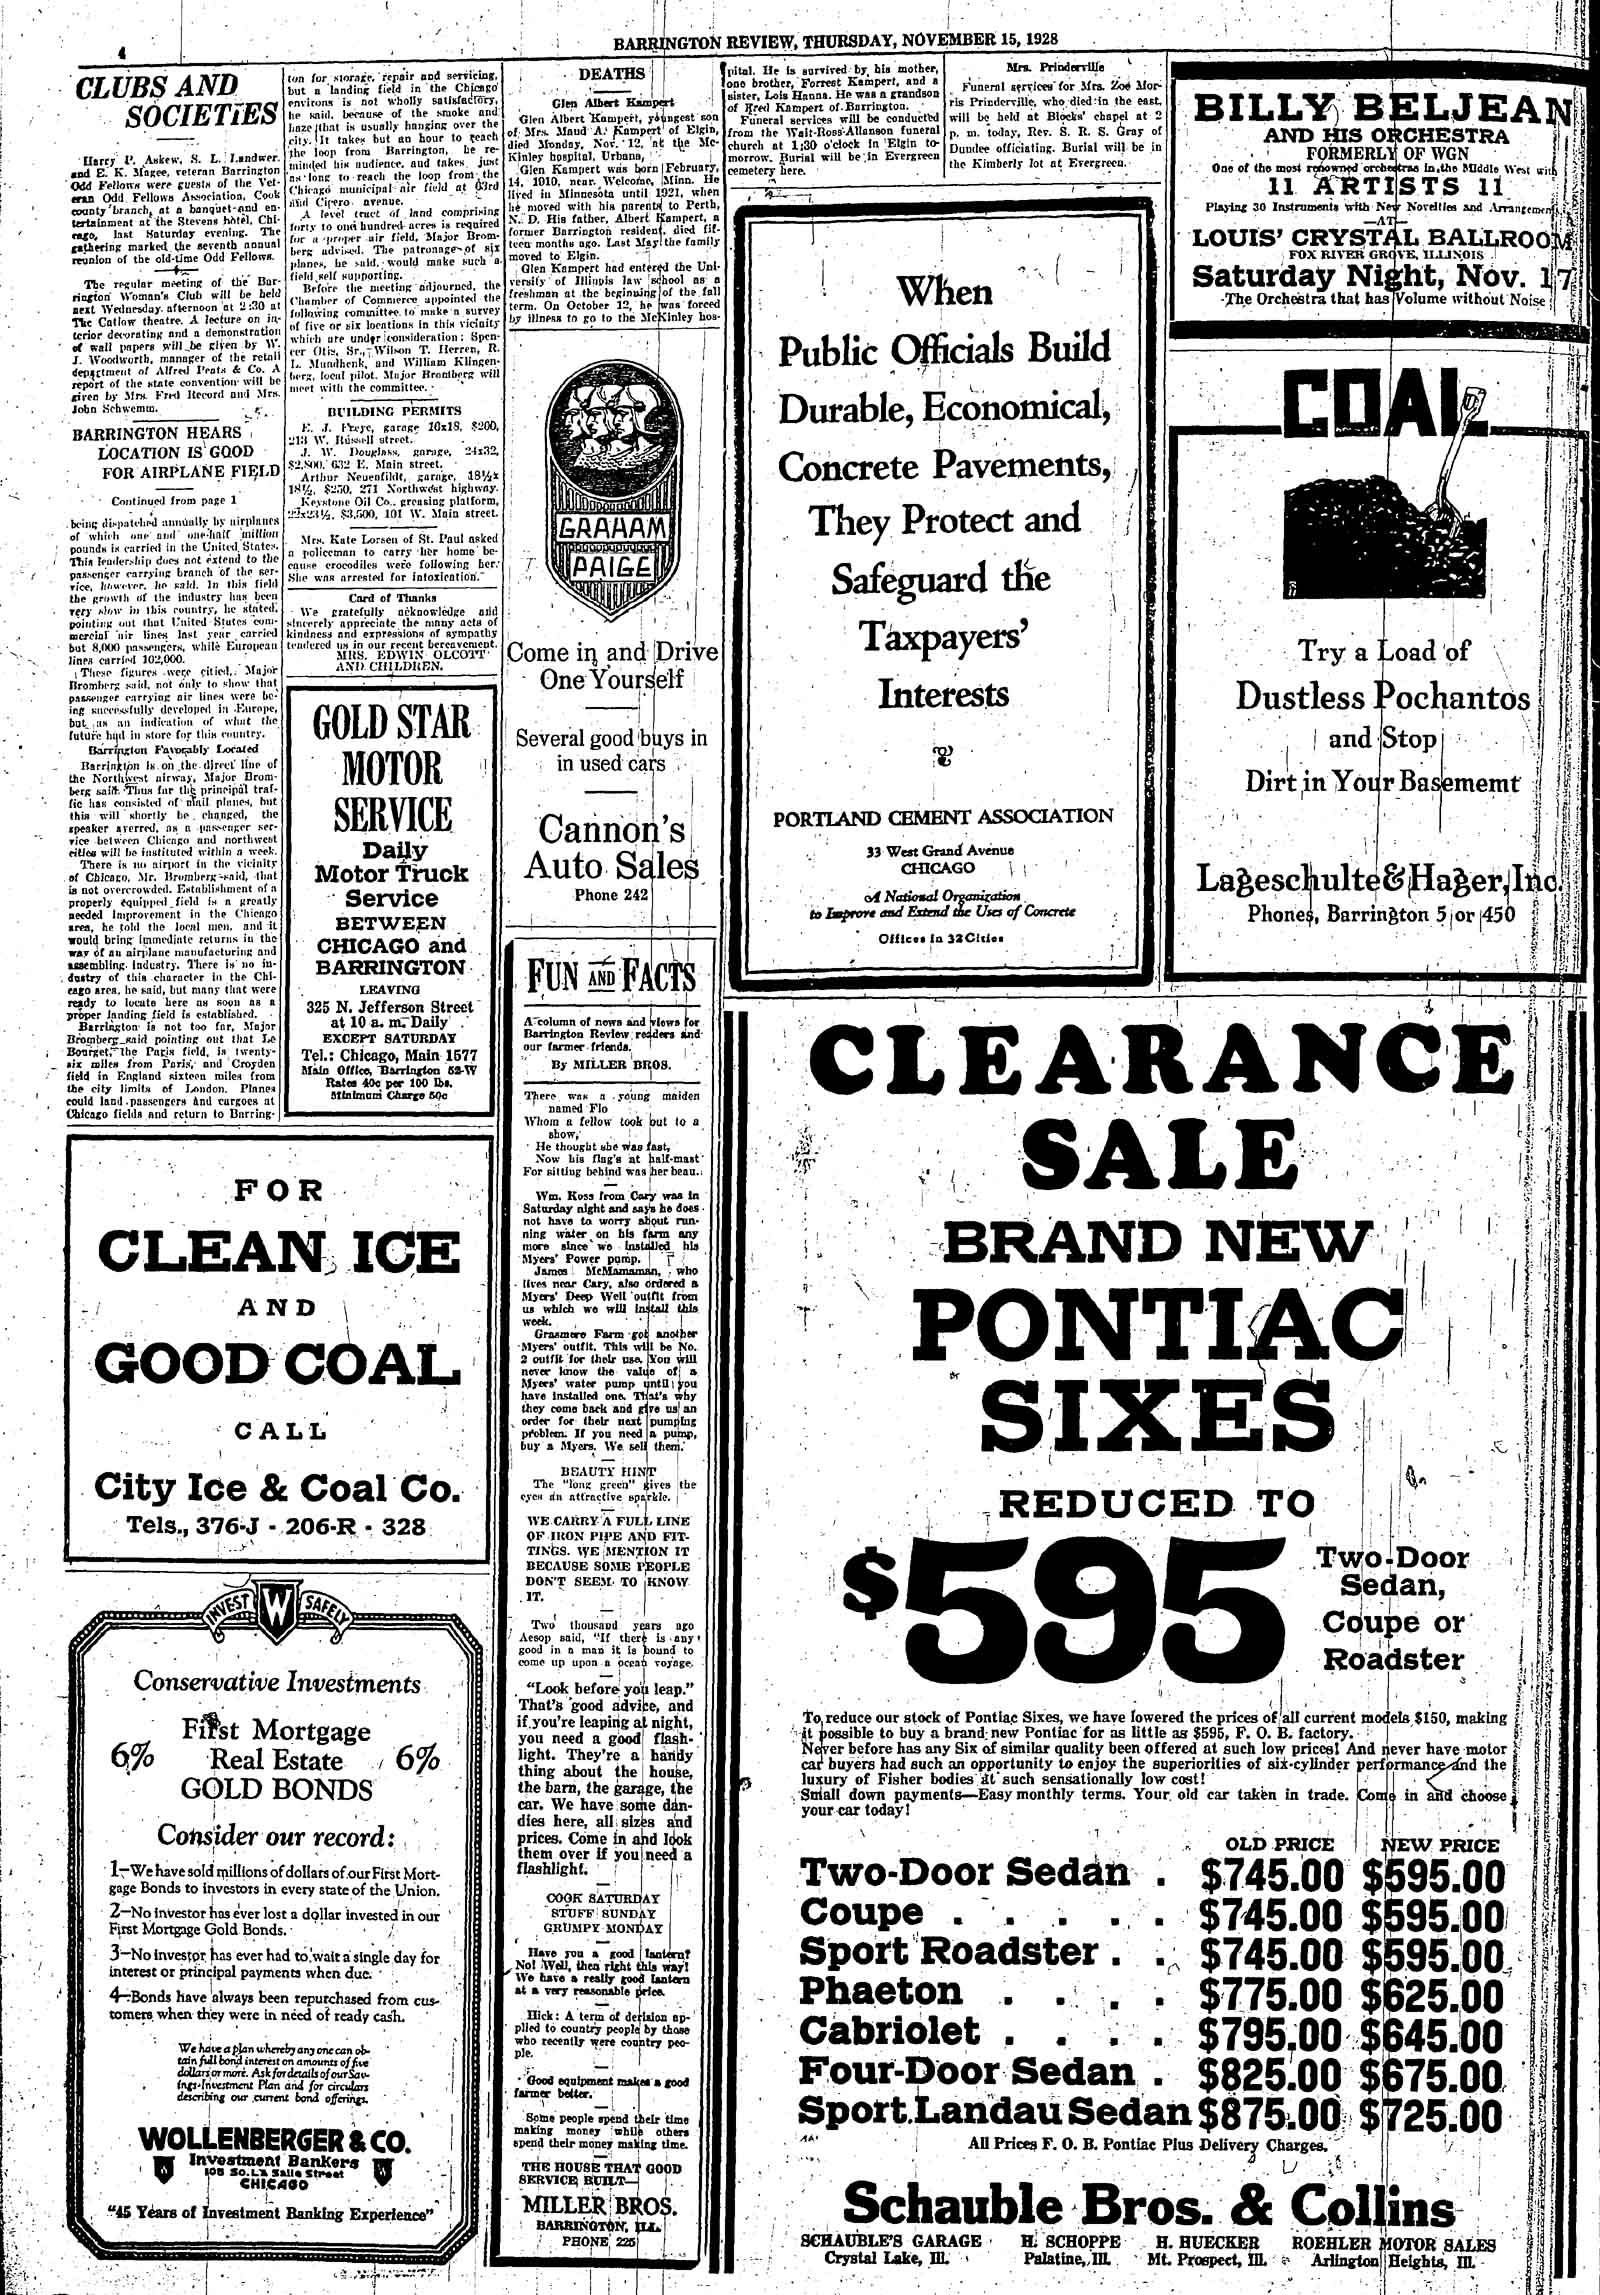 4
BARRINGTON REVIEW, THURSDAY, NOVEMBER 15, 1928
CLUBS AND
SOCIETIES
Harry P. Askew, S. L. Landwer,
and E. K. Magee, veteran Barrington
Odd Fellows were guests of the Vet-
eran Odd Fellows Association, Cook
county branch, at a banquet and en-
tertainment at the Stevens hotel, Chi-
cago, last Saturday evening. The
gathering marked the seventh annual
reunion of the old-time Odd Fellows.
The regular meeting of the Bar-
rington Woman's Club will be held
next Wednesday afternoon at 2:30 at
The Catlow theatre. A lecture on in-
terior decorating and a demonstration
of wall papers will be given by W.
J. Woodworth, manager of the retail
department of Alfred Peats & Co. A
report of the state convention will be
given by Mrs. Fred Record and Mrs.
John Schwemm.
BARRINGTON HEARS
LOCATION IS GOOD
FOR AIRPLANE FIELD
Continued from page 1
being dispatched annually by airplanes
of which one and one-half million
pounds is carried in the United States.
This leadership does not extend to the
passenger carrying branch of the ser-
vice, however, he said. In this field
the growth of the industry has been
very slow in this country, he stated,
pointing out that United States com-
mercial air lines last year carried
but 8,000 passengers, while European
lines carried 102,000.
These figures were citied, Major
Bromberg said, not only to show that
passenger carrying air lines were be-
ing successfully developed in Europe,
but as an indication of what the
future had in store for this country.
Barrington Favorably Located
Barrington is on the direct line of
the Northwest airway, Major Brom-
berg said. Thus far the principal traf-
fic has consisted of mail planes, but
this will shortly be changed, the
speaker averred, as a passenger ser-
vice between Chicago and northwest
cities will be instituted within a week.
There is no airport in the vicinity
of Chicago, Mr. Bromberg said, that
is not overcrowded. Establishment of a
properly equipped field is a greatly
needed improvement in the Chicago
area, he told the local men, and it
would bring immediate returns in the
way of an airplane manufacturing and
assembling industry. There is no in-
dustry of this character in the Chi-
cago area, he said, but many that were
ready to locate here as soon as a
proper landing field is established.
Barrington is not too far, Major
Bromberg said pointing out that Le
Bourget, the Paris field, is twenty-
six miles from Paris, and Croyden
field in England sixteen miles from
the city limits of London. Planes
could land passengers and cargoes at
Chicago fields and return to Barring-
ton for storage, repair and servicing,
but a landing field in the Chicago
environs is not wholly satisfactory,
he said, because of the smoke and
haze that is usually hanging over the
city. It takes but an hour to reach
the loop from Barrington, he re-
minded his audience, and takes just
as long to reach the loop from the
Chicago municipal air field at 63rd
and Cicero avenue.
A level tract of land comprising
forty to one hundred acres is required
for a proper air field, Major Brom-
berg advised. The patronage of six
planes, he said, would make such a
field self supporting.
Before the meeting adjourned, the
Chamber of Commerce appointed the
following committee to make a survey
of five or six locations in this vicinity
which are under consideration: Spen-
cer Otis, Sr., Wilson T. Herren, R.
L. Mundhenk, and William Klingen-
berg, local pilot. Major Bromberg will
meet with the committee.
BUILDING PERMITS
E. J. Freye, garage 10x18, $200,
213 W. Russell street.
J. W. Douglass, garage, 24x32,
$2,800, 632 E. Main street.
Arthur Neuenfildt, garage, 18½x
18½, $250, 271 Northwest highway.
Keystone Oil Co., greasing platform,
22x23½, $3,500, 101 W. Main street.
Mrs. Kate Lorsen of St. Paul asked
a policeman to carry her home be-
cause crocodiles were following her.
She was arrested for intoxication.
Card of Thanks
We gratefully acknowledge and
sincerely appreciate the many acts of
kindness and expressions of sympathy
tendered us in our recent bereavement.
MRS. EDWIN OLCOTT
AND CHILDREN.
GOLD STAR
MOTOR
SERVICE
Daily
Motor Truck
Service
BETWEEN
CHICAGO and
BARRINGTON
LEAVING
325 N. Jefferson Street
at 10 a. m. Daily
EXCEPT SATURDAY
Tel.: Chicago, Main 1577
Main Office, Barrington 52-W
Rates 40c per 100 lbs.
Minimum Charge 50c
FOR
CLEAN ICE
AND
GOOD COAL
CALL
City Ice & Coal Co.
Tels., 376-J - 206-R - 328
INVEST W SAFELY
Conservative Investments
First Mortgage
6% Real Estate 6%
GOLD BONDS
Consider our record:
1—We have sold millions of dollars of our First Mort-
gage Bonds to investors in every state of the Union.
2—No investor has ever lost a dollar invested in our
First Mortgage Gold Bonds.
3—No investor has ever had to wait a single day for
interest or principal payments when due.
4—Bonds have always been repurchased from cus-
tomers when they were in need of ready cash.
We have a plan whereby any one can ob-
tain full bond interest on amounts of five
dollars or more. Ask for details of our Sav-
ings-Investment Plan and for circulars
describing our current bond offerings.
WOLLENBERGER & CO.
Investment Bankers
105 So. La Salle Street
CHICAGO
"45 Years of Investment Banking Experience"
DEATHS
Glen Albert Kampert
Glen Albert Kampert, youngest son
of Mrs. Maud A. Kampert of Elgin,
died Monday, Nov. 12, at the Mc-
Kinley hospital, Urbana.
Glen Kampert was born February,
14, 1910, near Welcome, Minn. He
lived in Minnesota until 1921, when
he moved with his parents to Perth,
N. D. His father, Albert Kampert, a
former Barrington resident, died fif-
teen months ago. Last May the family
moved to Elgin.
Glen Kampert had entered the Uni-
versity of Illinois law school as a
freshman at the beginning of the fall
term. On October 12, he was forced
by illness to go to the McKinley hos-
pital. He is survived by his mother,
one brother, Forrest Kampert, and a
sister, Lois Hanna. He was a grandson
of Fred Kampert of Barrington.
Funeral services will be conducted
from the Wait-Ross-Allanson funeral
church at 1:30 o'clock in Elgin to-
morrow. Burial will be in Evergreen
cemetery here.
Mrs. Prinderville
Funeral services for Mrs. Zoe Mor-
ris Prinderville, who died in the east,
will be held at Blocks' chapel at 2
p. m. today, Rev. S. R. S. Gray of
Dundee officiating. Burial will be in
the Kimberly lot at Evergreen.
GRAHAM
PAIGE
Come in and Drive
One Yourself
Several good buys in
in used cars
Cannon's
Auto Sales
Phone 242
FUN AND FACTS
A column of news and views for
Barrington Review readers and
our farmer friends.
By MILLER BROS.
There was a young maiden
named Flo
Whom a fellow took out to a
show,
He thought she was fast,
Now his flag's at half-mast
For sitting behind was her beau.
Wm. Ross from Cary was in
Saturday night and says he does
not have to worry about run-
ning water on his farm any
more since we installed his
Myers' Power pump.
James McMamaman, who
lives near Cary, also ordered a
Myers' Deep Well outfit from
us which we will install this
week.
Grasmere Farm got another
Myers' outfit. This will be No.
2 outfit for their use. You will
never know the value of a
Myers' water pump until you
have installed one. That's why
they come back and give us an
order for their next pumping
problem. If you need a pump,
buy a Myers. We sell them.
BEAUTY HINT
The "long green" gives the
eyes an attractive sparkle.
WE CARRY A FULL LINE
OF IRON PIPE AND FIT-
TINGS. WE MENTION IT
BECAUSE SOME PEOPLE
DON'T SEEM TO KNOW
IT.
Two thousand years ago
Aesop said, "If there is any
good in a man it is bound to
come up upon a ocean voyage.
"Look before you leap."
That's good advice, and
if you're leaping at night,
you need a good flash-
light. They're a handy
thing about the house,
the barn, the garage, the
car. We have some dan-
dies here, all sizes and
prices. Come in and look
them over if you need a
flashlight.
COOK SATURDAY
STUFF SUNDAY
GRUMPY MONDAY
Have you a good lantern?
No! Well, then right this way!
We have a really good lantern
at a very reasonable price.
Hick: A term of derision ap-
plied to country people by those
who recently were country peo-
ple.
Good equipment makes a good
farmer better.
Some people spend their time
making money while others
spend their money making time.
THE HOUSE THAT GOOD
SERVICE BUILT—
MILLER BROS.
BARRINGTON, ILL.
PHONE 225
When
Public Officials Build
Durable, Economical,
Concrete Pavements,
They Protect and
Safeguard the
Taxpayers'
Interests
PORTLAND CEMENT ASSOCIATION
33 West Grand Avenue
CHICAGO
A National Organization
to Improve and Extend the Uses of Concrete
Offices in 32 Cities
BILLY BELJEAN
AND HIS ORCHESTRA
FORMERLY OF WGN
One of the most renowned orchestras in the Middle West with
11 ARTISTS 11
Playing 30 Instruments with New Novelties and Arrangements
—AT—
LOUIS' CRYSTAL BALLROOM
FOX RIVER GROVE, ILLINOIS
Saturday Night, Nov. 17
The Orchestra that has Volume without Noise
COAL
Try a Load of
Dustless Pochantos
and Stop
Dirt in Your Basememt
Lageschulte & Hager, Inc.
Phones, Barrington 5 or 450
CLEARANCE
SALE
BRAND NEW
PONTIAC
SIXES
REDUCED TO
$595
Two-Door
Sedan,
Coupe or
Roadster
To reduce our stock of Pontiac Sixes, we have lowered the prices of all current models $150, making
it possible to buy a brand new Pontiac for as little as $595, F. O. B. factory.
Never before has any Six of similar quality been offered at such low prices! And never have motor
car buyers had such an opportunity to enjoy the superiorities of six-cylinder performance and the
luxury of Fisher bodies at such sensationally low cost!
Small down payments—Easy monthly terms. Your old car taken in trade. Come in and choose
your car today!
OLD PRICE NEW PRICE
Two-Door Sedan . $745.00 $595.00
Coupe . . . . . $745.00 $595.00
Sport Roadster . . $745.00 $595.00
Phaeton . . . . $775.00 $625.00
Cabriolet . . . . $795.00 $645.00
Four-Door Sedan . $825.00 $675.00
Sport Landau Sedan $875.00 $725.00
All Prices F. O. B. Pontiac Plus Delivery Charges.
Schauble Bros. & Collins
SCHAUBLE'S GARAGE H. SCHOPPE H. HUECKER ROEHLER MOTOR SALES
Crystal Lake, Ill. Palatine, Ill. Mt. Prospect, Ill. Arlington Heights, Ill.